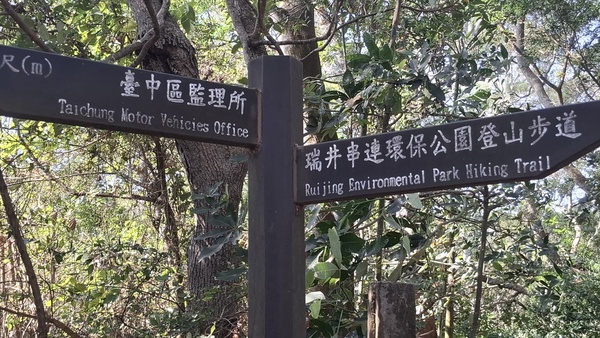 尺(m)
臺中區監理所
Taichung Motor Vehicies Office
瑞井串連環保公園登山步道
Ruijing Environmental Park Hiking Trail